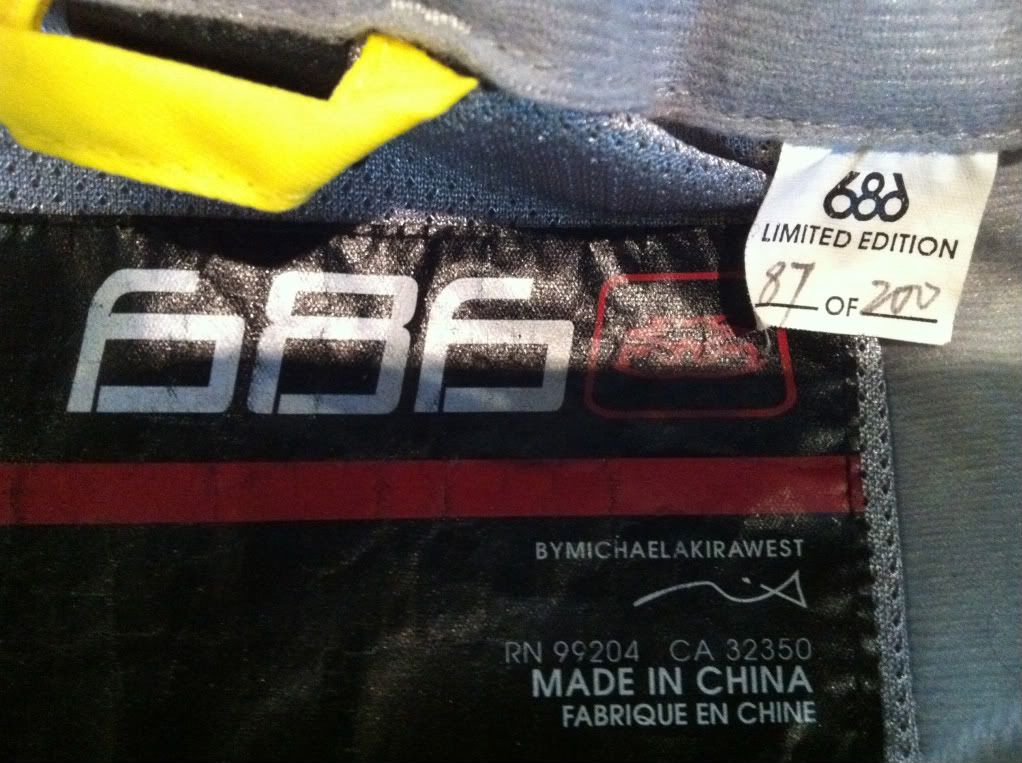 686
LIMITED EDITION
87 OF 200
686
BYMICHAELAKIRAWEST
RN 99204 CA 32350
MADE IN CHINA
FABRIQUE EN CHINE